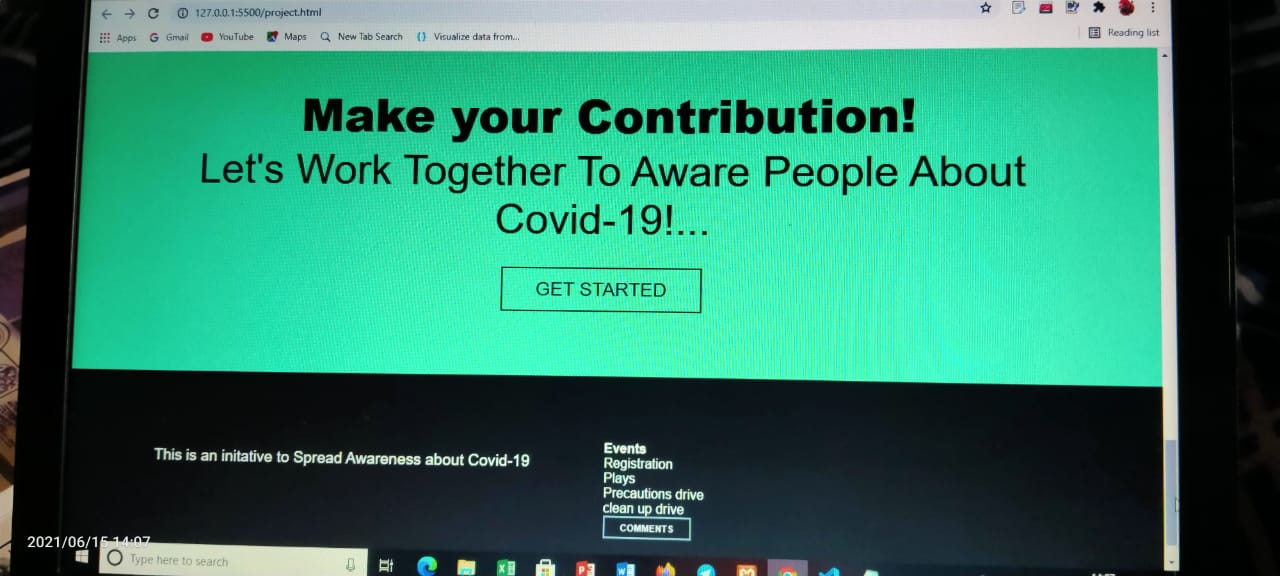 127.0.0.1:5500/project.html
Apps Gmail YouTube Maps New Tab Search Visualize data from... Reading list
Make your Contribution!
Let's Work Together To Aware People About
Covid-19!...
GET STARTED
This is an initative to Spread Awareness about Covid-19
Events
Registration
Plays
Precautions drive
clean up drive
COMMENTS
2021/06/15 14:07
Type here to search